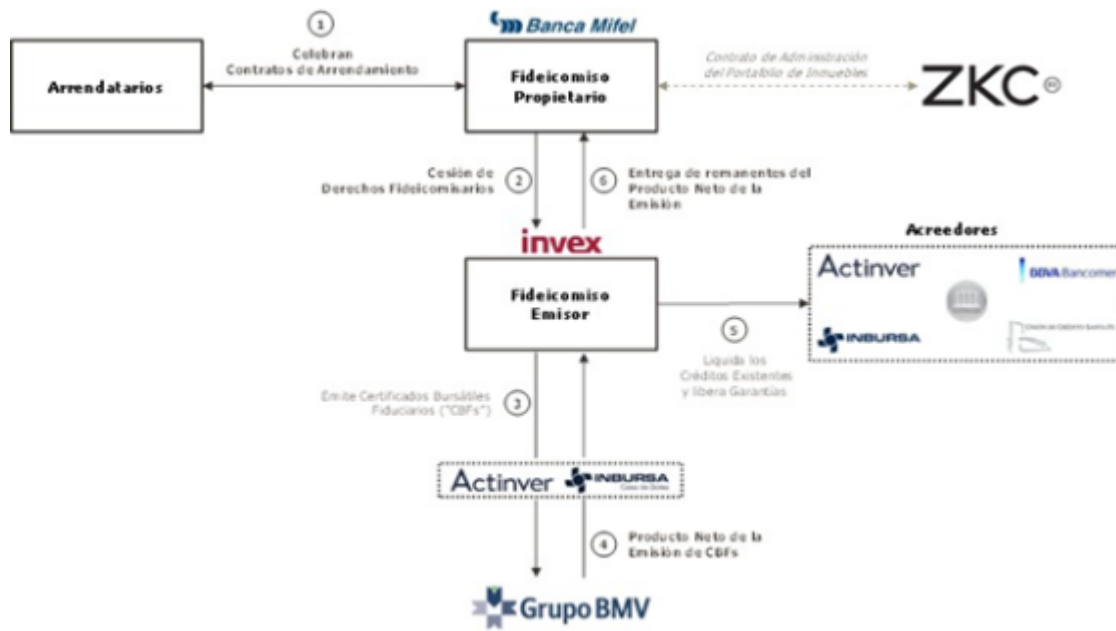 1
Banca Mifel
Celebran
Contratos de Arrendamiento
Arrendatarios
Fideicomiso
Propietario
Contrato de Administración
del Portafolio de Inmuebles
ZKC
Cesión de
Derechos Fideicomisarios
2
6
Entrega de remanentes del
Producto Neto de la
Emisión
invex
Fideicomiso
Emisor
Acreedores
Actinver
BBVA Bancomer
INBURSA
5
Liquida los
Créditos Existentes
y libera Garantías
Emite Certificados Bursátiles
Fiduciarios ("CBFs")
3
Actinver
INBURSA
4
Producto Neto de la
Emisión de CBFs
Grupo BMV